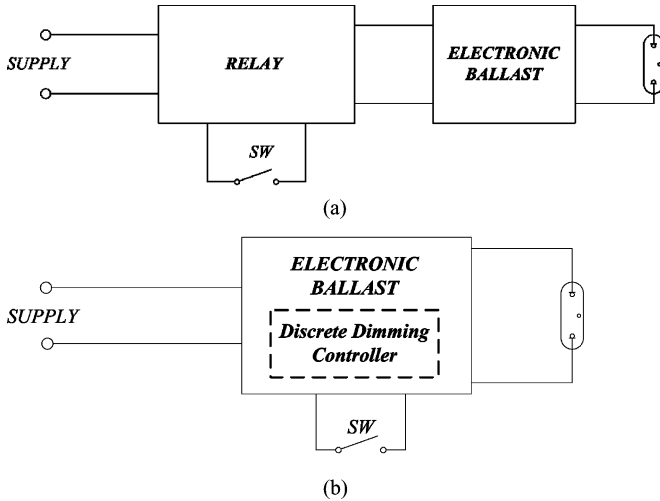 SUPPLY
RELAY
ELECTRONIC
BALLAST
SW
(a)
ELECTRONIC
BALLAST
SUPPLY
Discrete Dimming
Controller
SW
(b)